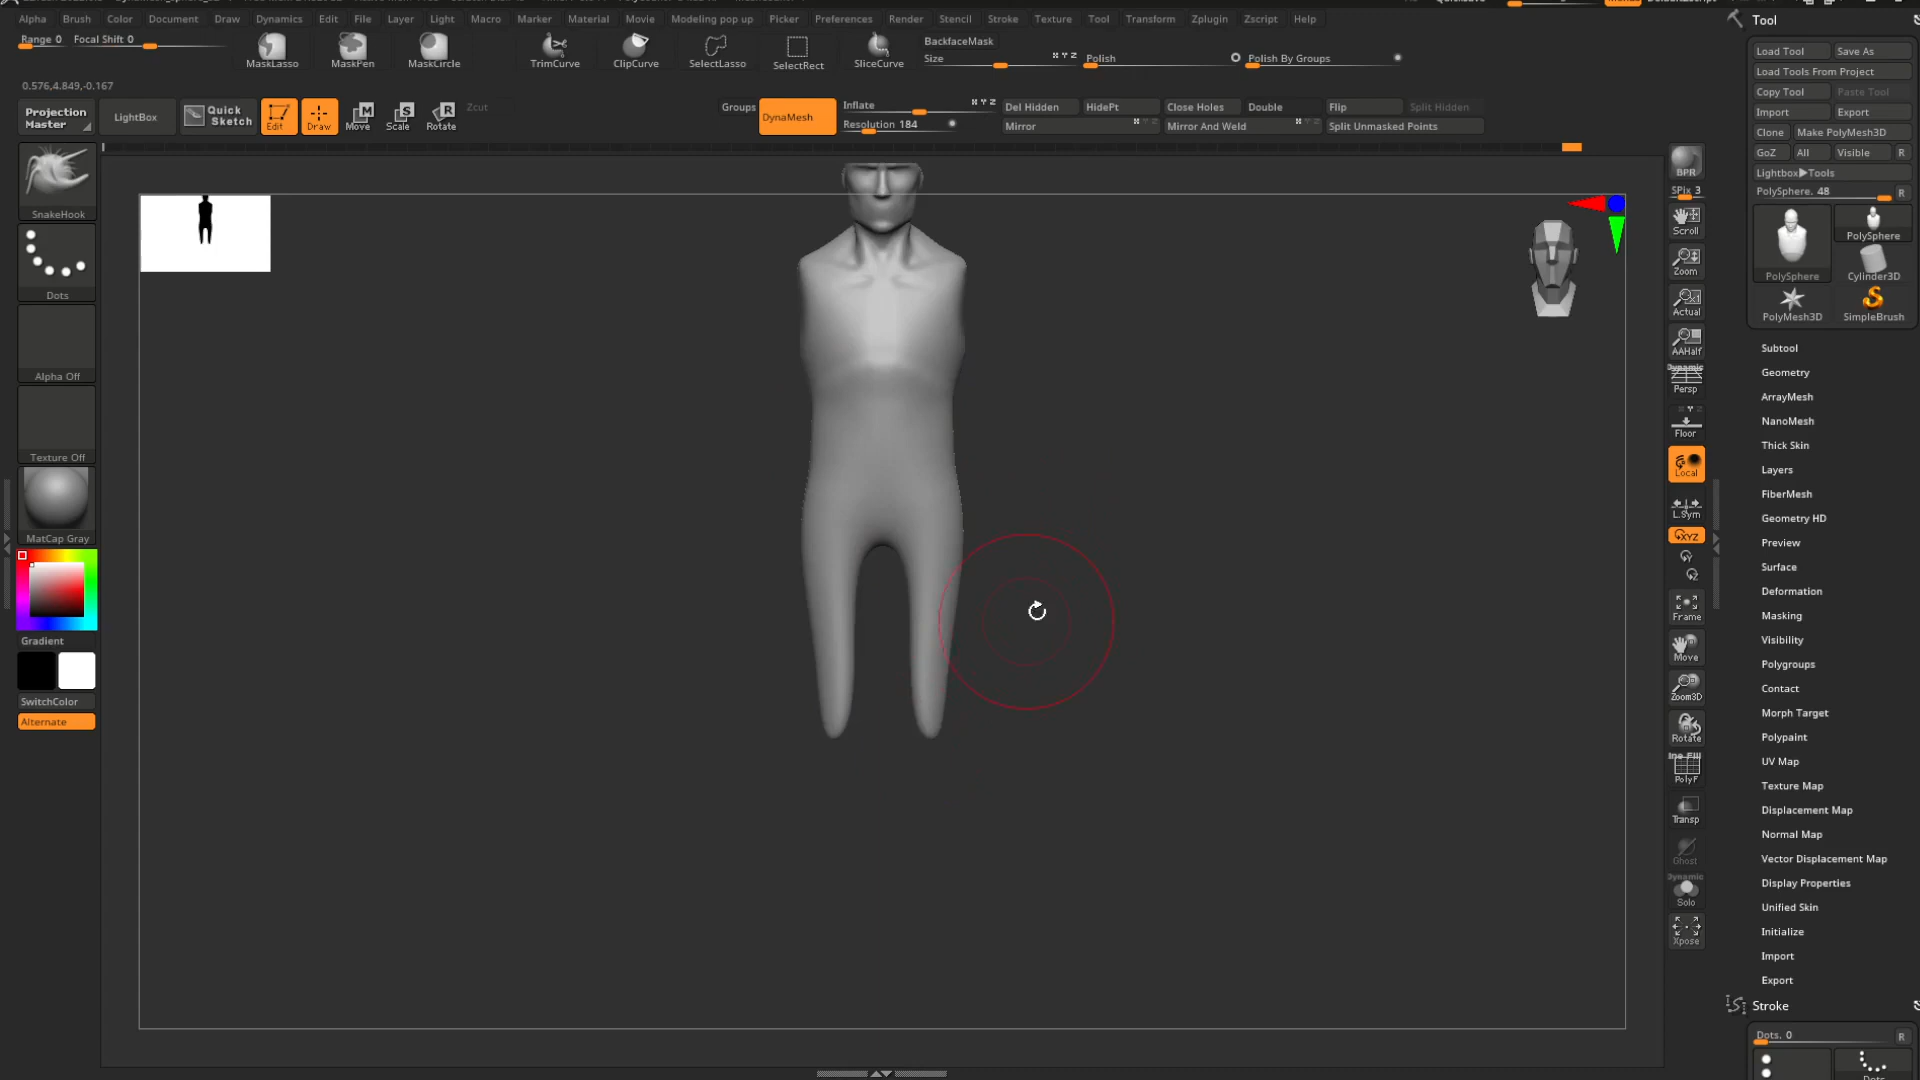 Alpha Brush Color Document Draw Dynamics Edit File Layer Light Macro Marker Material Movie Modeling pop up Picker Preferences Render Stencil Stroke Texture Tool Transform Zplugin Zscript Help
Range 0 Focal Shift 0
MaskLasso MaskPen MaskCircle TrimCurve ClipCurve SelectLasso SelectRect SliceCurve
BackfaceMask
Size X Y Z Polish Polish By Groups
0.576,4.849,-0.167
Projection Master
LightBox
Quick Sketch
Edit Draw Move Scale Rotate
Zcut
Groups DynaMesh
Inflate X Y Z
Resolution 184
Del Hidden HidePt Close Holes Double Flip Split Hidden
Mirror Mirror And Weld Split Unmasked Points
SnakeHook
Dots
Alpha Off
Texture Off
MatCap Gray
Gradient
SwitchColor
Alternate
BPR
SPix 3
Scroll
Zoom
Actual
AAHalf
Dynamic
Persp
Floor
Local
L.Sym
XYZ
Frame
Move
Zoom3D
Rotate
PolyF
Transp
Ghost
Dynamic
Solo
Xpose
Tool
Load Tool Save As
Load Tools From Project
Copy Tool Paste Tool
Import Export
Clone Make PolyMesh3D
GoZ All Visible R
Lightbox▶Tools
PolySphere. 48 R
PolySphere PolySphere
Cylinder3D
PolyMesh3D SimpleBrush
Subtool
Geometry
ArrayMesh
NanoMesh
Thick Skin
Layers
FiberMesh
Geometry HD
Preview
Surface
Deformation
Masking
Visibility
Polygroups
Contact
Morph Target
Polypaint
UV Map
Texture Map
Displacement Map
Normal Map
Vector Displacement Map
Display Properties
Unified Skin
Initialize
Import
Export
Stroke
Dots. 0 R